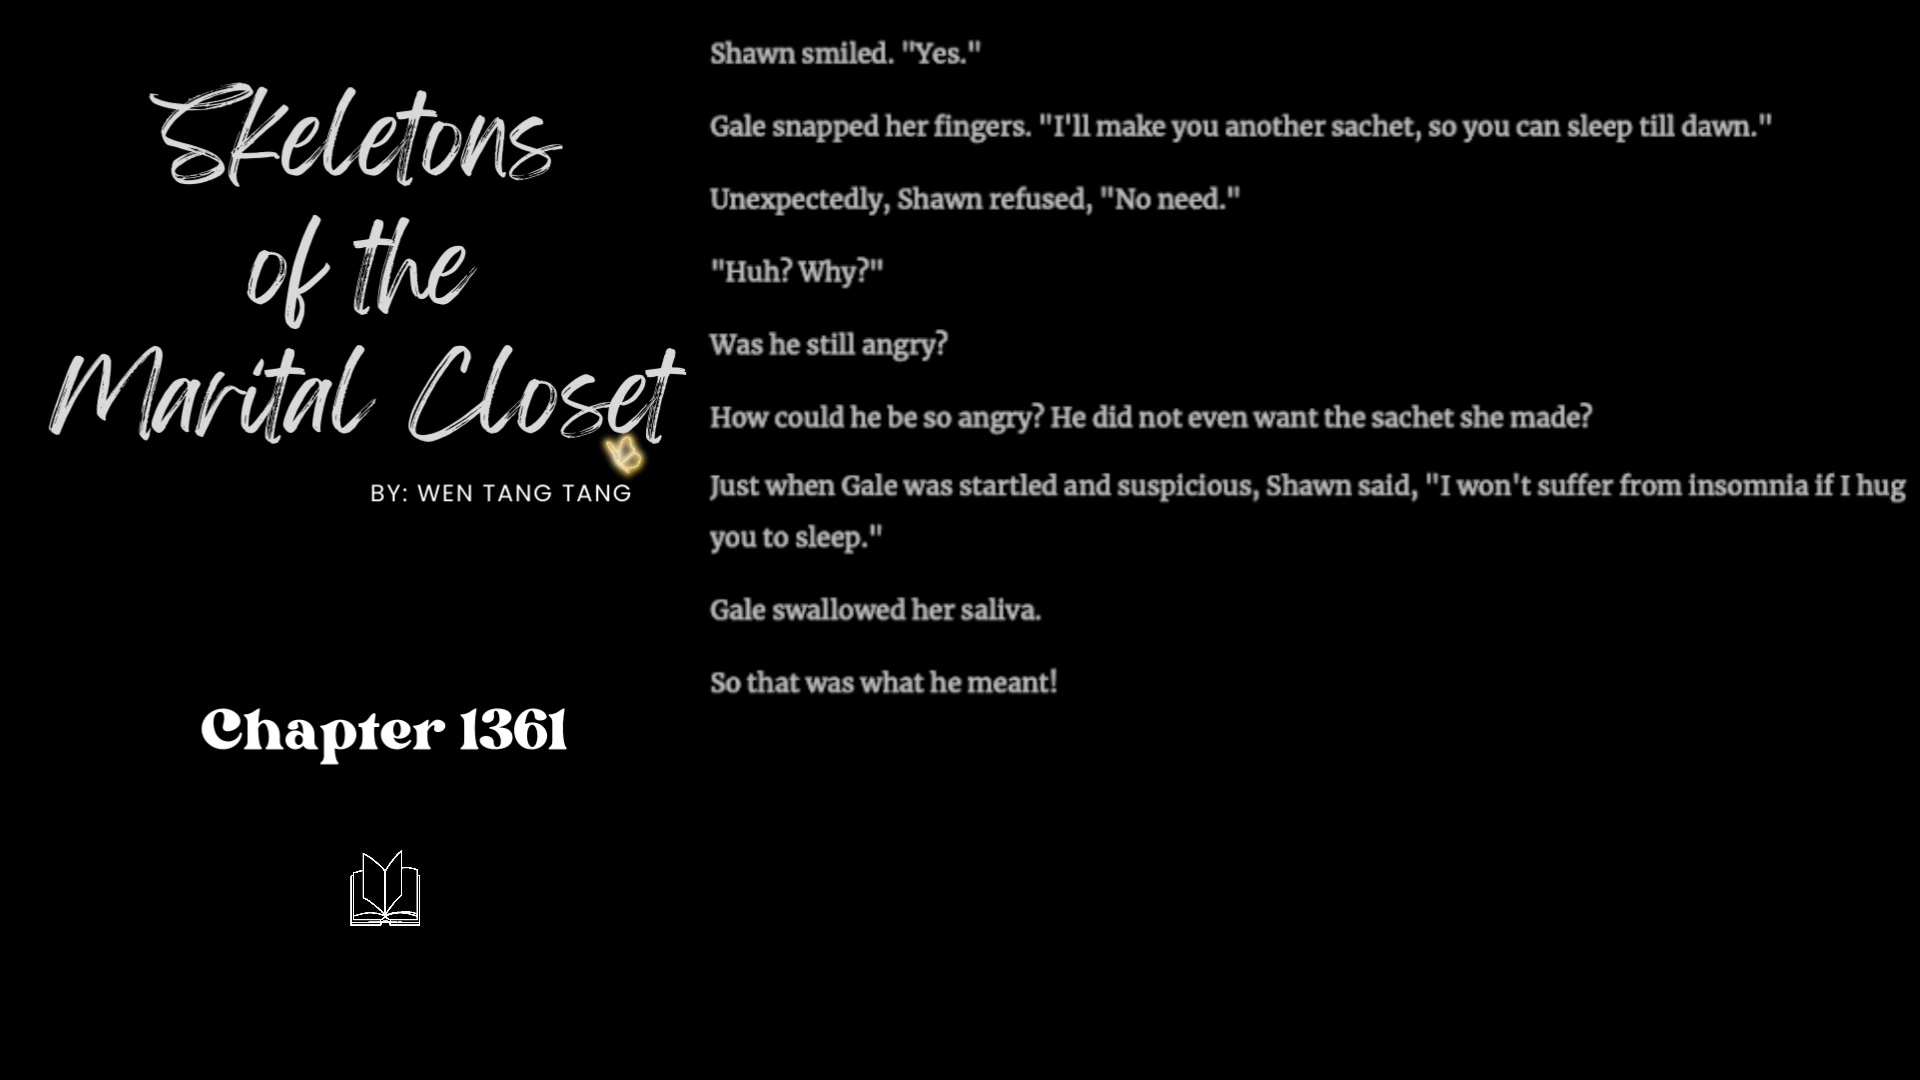 Skeletons
of the
Marital Closet
BY: WEN TANG TANG
Chapter 1361
Shawn smiled. "Yes."
Gale snapped her fingers. "I'll make you another sachet, so you can sleep till dawn."
Unexpectedly, Shawn refused, "No need."
"Huh? Why?"
Was he still angry?
How could he be so angry? He did not even want the sachet she made?
Just when Gale was startled and suspicious, Shawn said, "I won't suffer from insomnia if I hug
you to sleep."
Gale swallowed her saliva.
So that was what he meant!